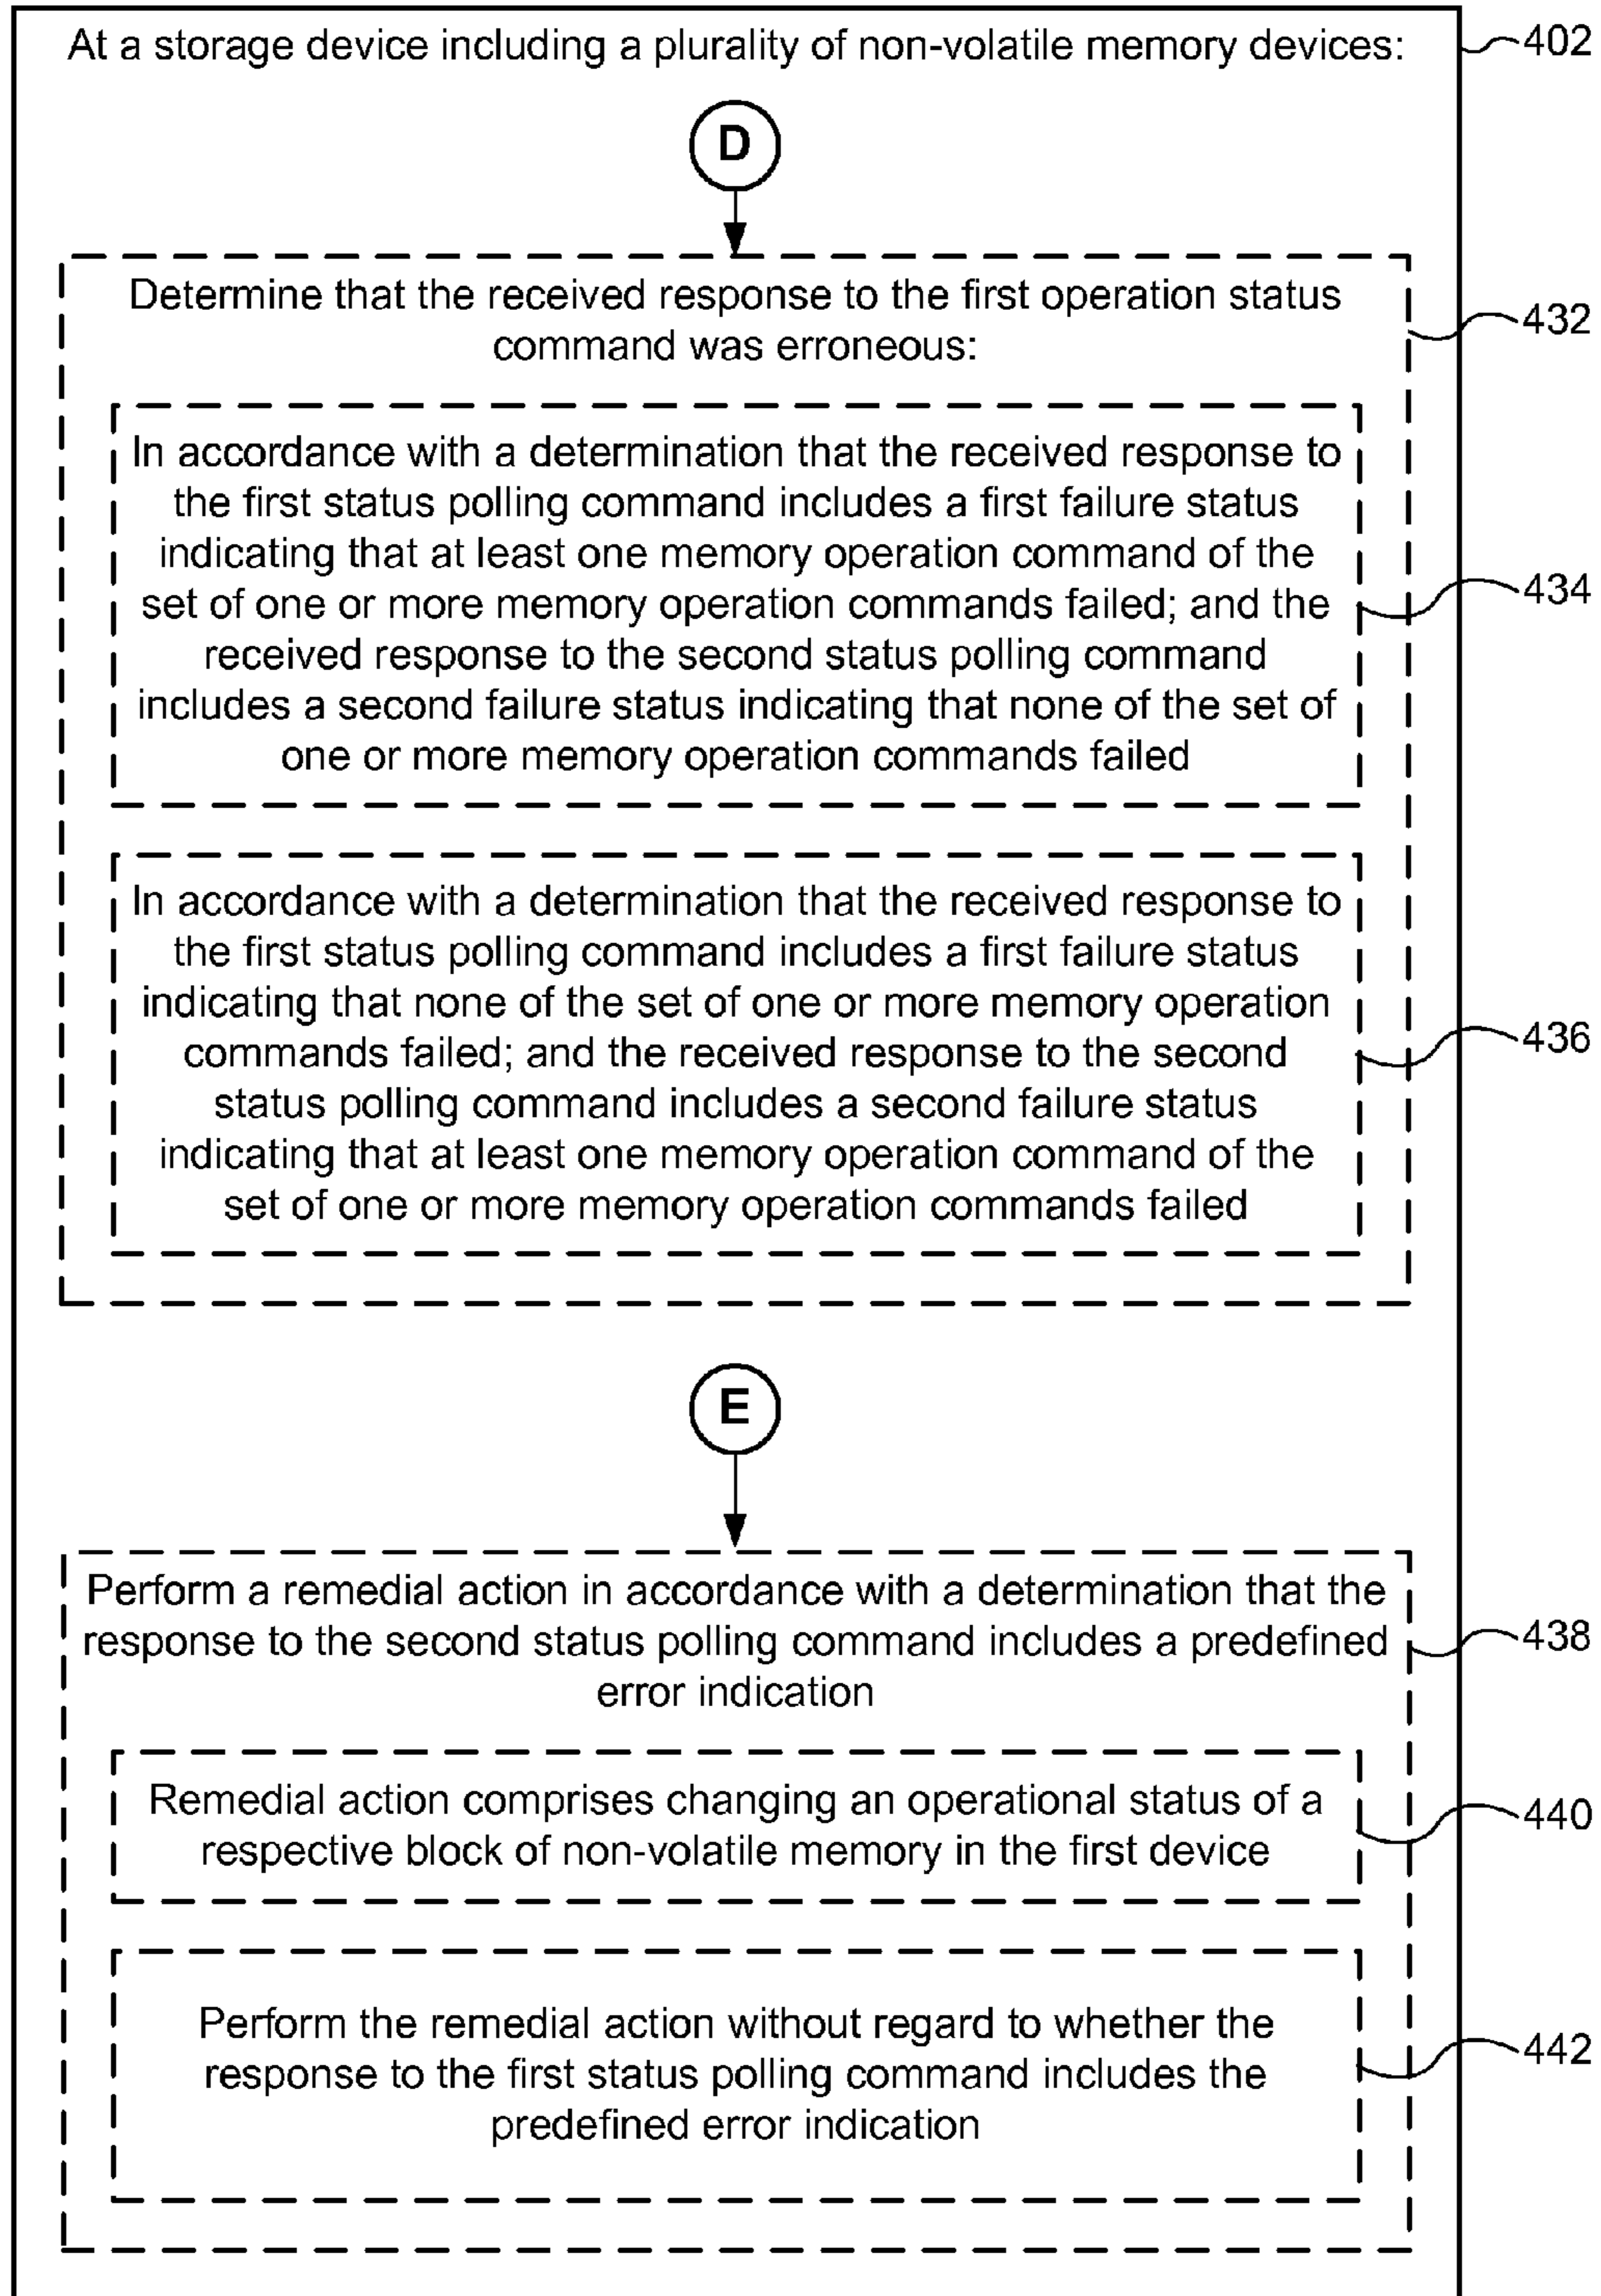 At a storage device including a plurality of non-volatile memory devices:
402
D
Determine that the received response to the first operation status
command was erroneous:
432
In accordance with a determination that the received response to
the first status polling command includes a first failure status
indicating that at least one memory operation command of the
set of one or more memory operation commands failed; and the
received response to the second status polling command
includes a second failure status indicating that none of the set of
one or more memory operation commands failed
434
In accordance with a determination that the received response to
the first status polling command includes a first failure status
indicating that none of the set of one or more memory operation
commands failed; and the received response to the second
status polling command includes a second failure status
indicating that at least one memory operation command of the
set of one or more memory operation commands failed
436
E
Perform a remedial action in accordance with a determination that the
response to the second status polling command includes a predefined
error indication
438
Remedial action comprises changing an operational status of a
respective block of non-volatile memory in the first device
440
Perform the remedial action without regard to whether the
response to the first status polling command includes the
predefined error indication
442